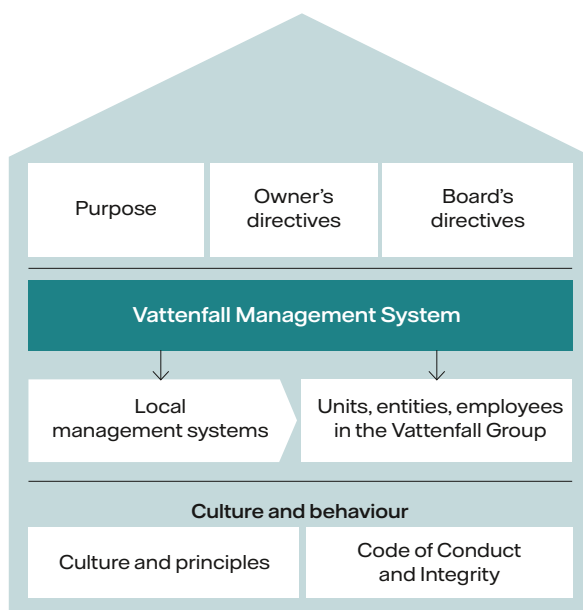 Purpose
Owner's
directives
Board's
directives
Vattenfall Management System
Local
management systems
Units, entities, employees
in the Vattenfall Group
Culture and behaviour
Culture and principles
Code of Conduct
and Integrity